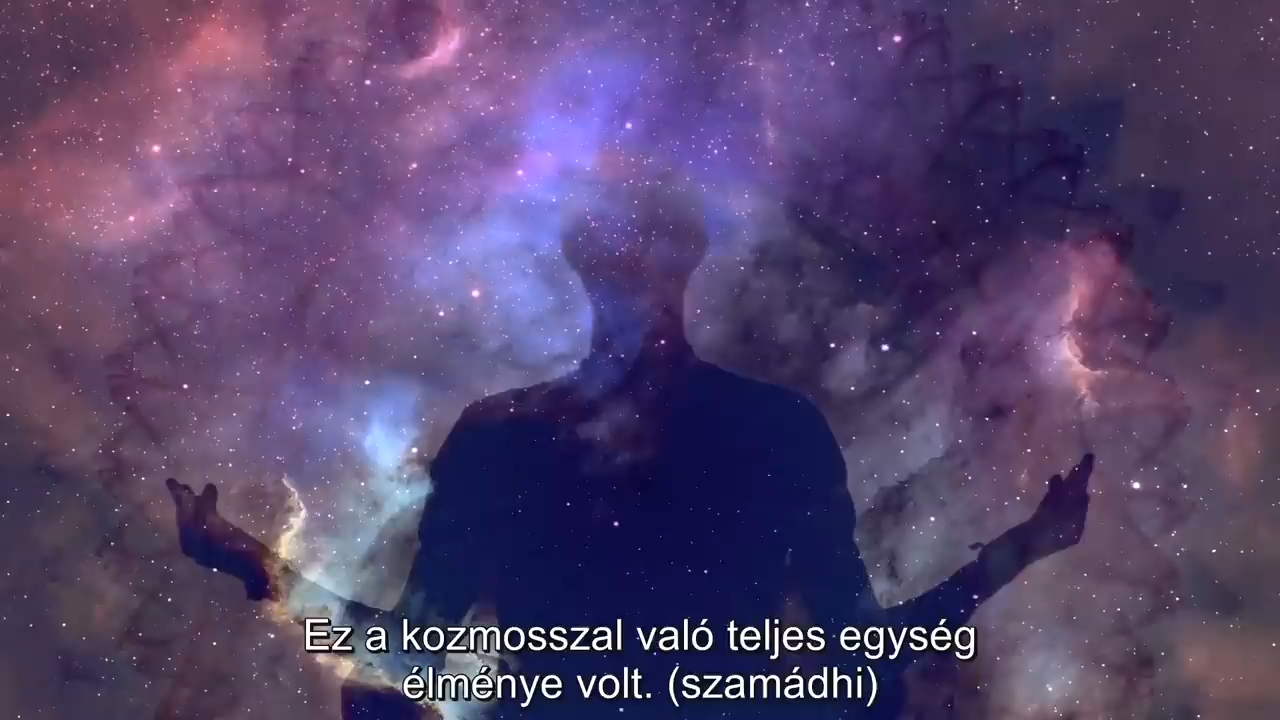 Ez a kozmosszal való teljes egység
élménye volt. (szamádhi)